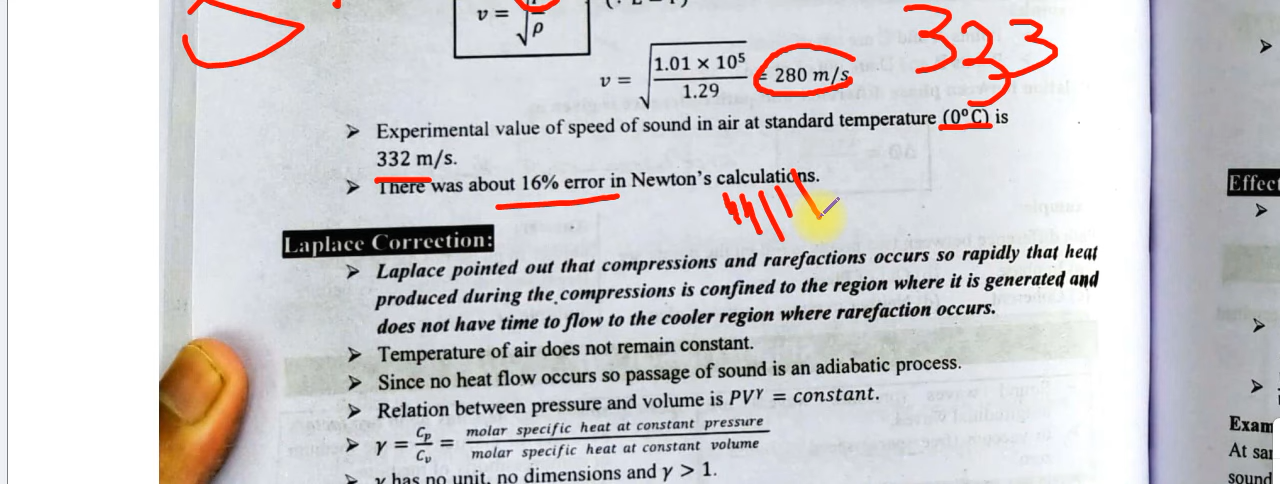 v = √P/ρ
333
v = √(1.01 × 10⁵ / 1.29) = 280 m/s
➤ Experimental value of speed of sound in air at standard temperature (0°C) is
332 m/s.
➤ There was about 16% error in Newton's calculations.
Laplace Correction:
➤ Laplace pointed out that compressions and rarefactions occurs so rapidly that heat
produced during the compressions is confined to the region where it is generated and
does not have time to flow to the cooler region where rarefaction occurs.
➤ Temperature of air does not remain constant.
➤ Since no heat flow occurs so passage of sound is an adiabatic process.
➤ Relation between pressure and volume is PVᵞ = constant.
➤ γ = Cp/Cv = molar specific heat at constant pressure / molar specific heat at constant volume
➤ γ has no unit, no dimensions and γ > 1.
Effect
➤
➤
➤
Exam
At sa
sound